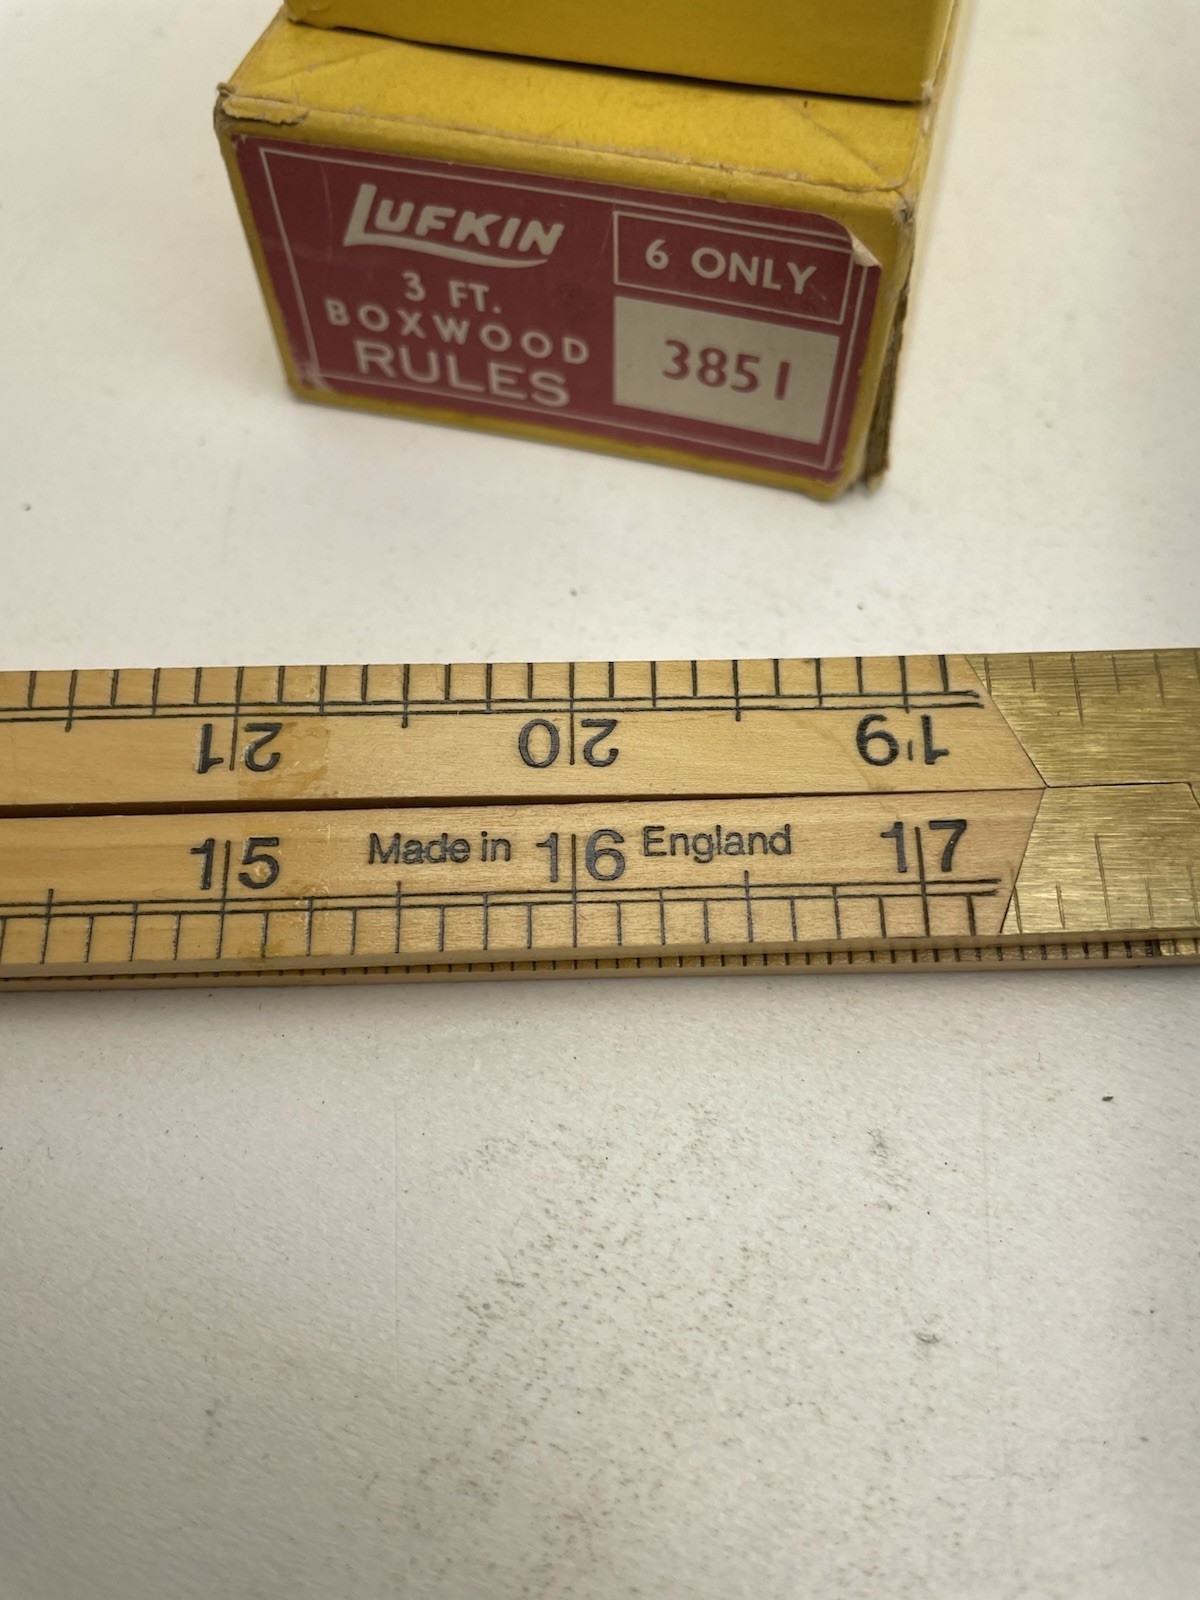 LUFKIN
3 FT.
BOXWOOD
RULES
6 ONLY
3851
21 20 19
15 Made in 16 England 17